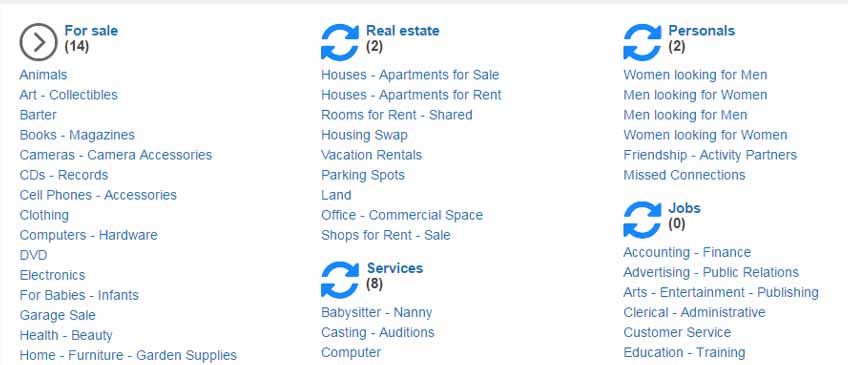 For sale
(14)
Animals
Art - Collectibles
Barter
Books - Magazines
Cameras - Camera Accessories
CDs - Records
Cell Phones - Accessories
Clothing
Computers - Hardware
DVD
Electronics
For Babies - Infants
Garage Sale
Health - Beauty
Home - Furniture - Garden Supplies
Real estate
(2)
Houses - Apartments for Sale
Houses - Apartments for Rent
Rooms for Rent - Shared
Housing Swap
Vacation Rentals
Parking Spots
Land
Office - Commercial Space
Shops for Rent - Sale
Services
(8)
Babysitter - Nanny
Casting - Auditions
Computer
Personals
(2)
Women looking for Men
Men looking for Women
Men looking for Men
Women looking for Women
Friendship - Activity Partners
Missed Connections
Jobs
(0)
Accounting - Finance
Advertising - Public Relations
Arts - Entertainment - Publishing
Clerical - Administrative
Customer Service
Education - Training